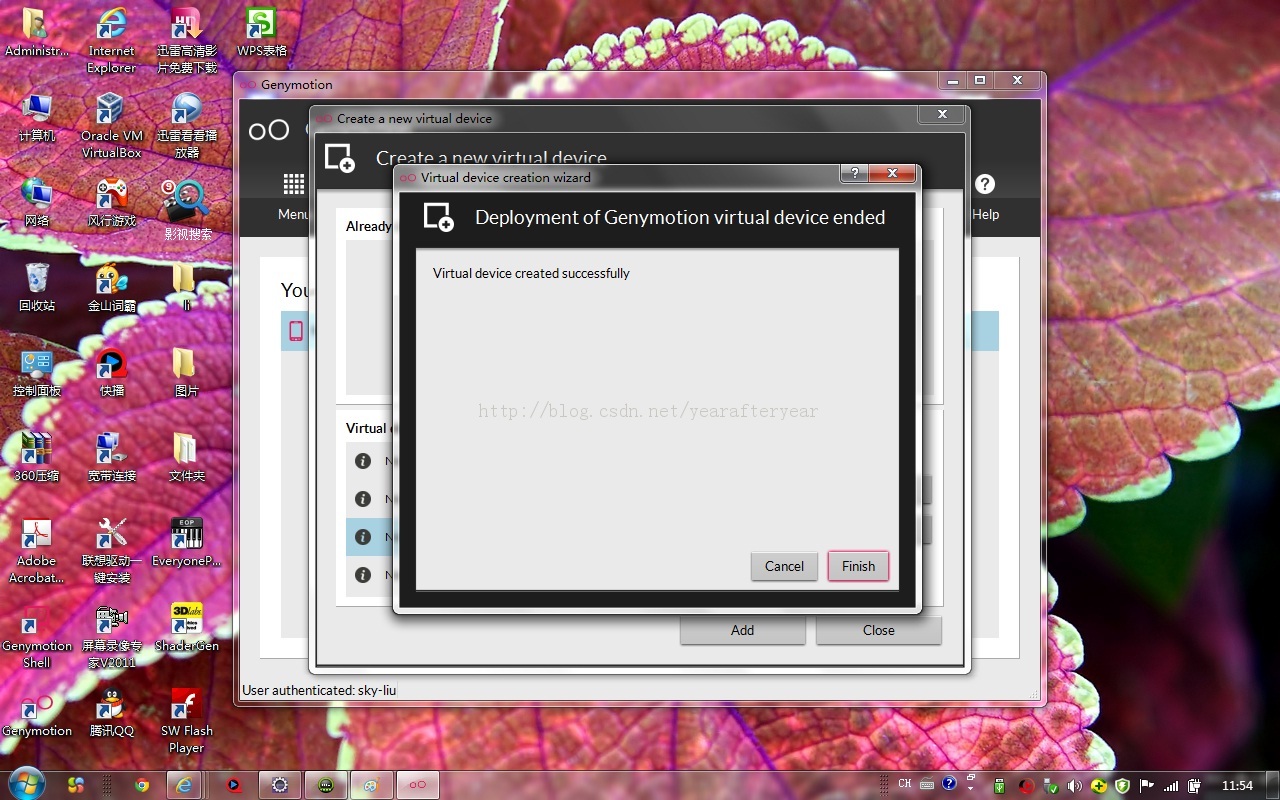 Administr...
Internet Explorer
迅雷高清影片免费下载
WPS表格
计算机
Oracle VM VirtualBox
迅雷看看播放器
网络
风行游戏
影视搜索
回收站
金山词霸
li
控制面板
快播
图片
360压缩
宽带连接
文件夹
Adobe Acrobat...
联想驱动一键安装
EOP
EveryoneP...
Genymotion Shell
屏幕录像专家V2011
3Dlabs
ShaderGen
Genymotion
腾讯QQ
SW Flash Player
Genymotion
Menu
Help
You
User authenticated: sky-liu
Create a new virtual device
Create a new virtual device
Already
Virtual
Add
Close
Virtual device creation wizard
Deployment of Genymotion virtual device ended
Virtual device created successfully
http://blog.csdn.net/yearafteryear
Cancel
Finish
CH
11:54